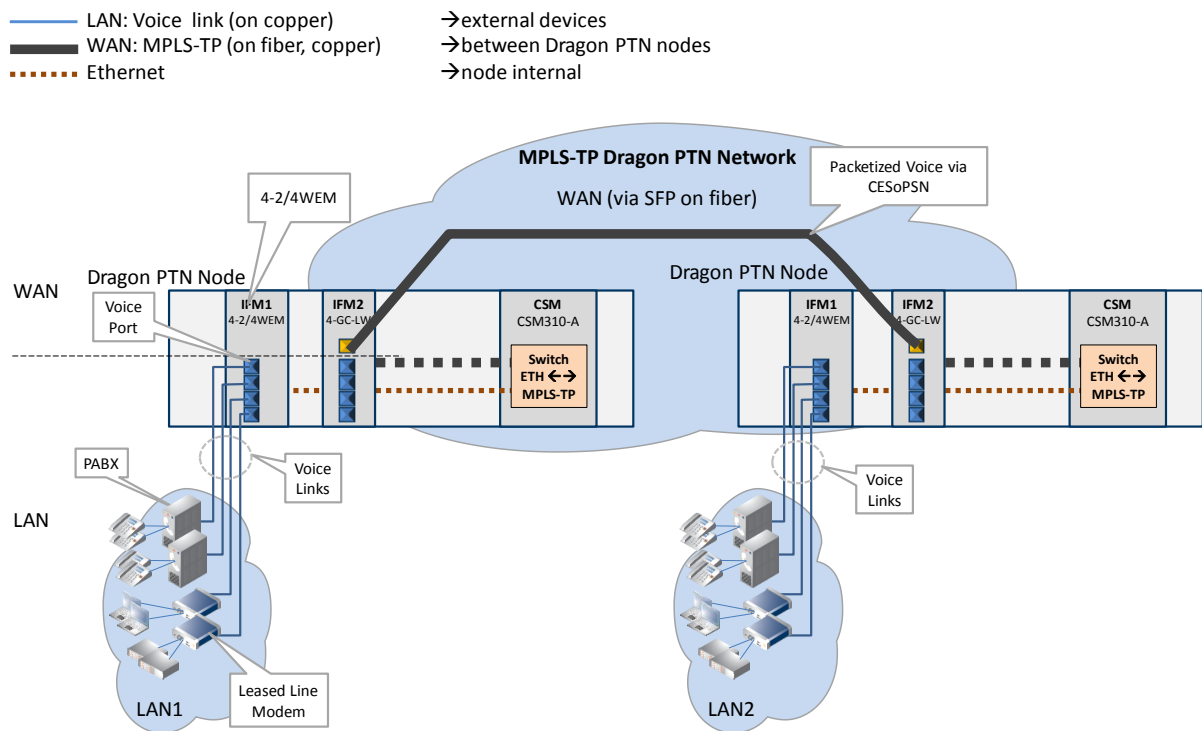 LAN: Voice link (on copper) →external devices
WAN: MPLS-TP (on fiber, copper) →between Dragon PTN nodes
Ethernet →node internal
MPLS-TP Dragon PTN Network
WAN (via SFP on fiber)
Packetized Voice via
CESoPSN
4-2/4WEM
Dragon PTN Node
Dragon PTN Node
WAN
Voice
Port
IFM1
4-2/4WEM
IFM2
4-GC-LW
CSM
CSM310-A
Switch
ETH ←→
MPLS-TP
IFM1
4-2/4WEM
IFM2
4-GC-LW
CSM
CSM310-A
Switch
ETH ←→
MPLS-TP
PABX
Voice
Links
Voice
Links
LAN
Leased Line
Modem
LAN1
LAN2